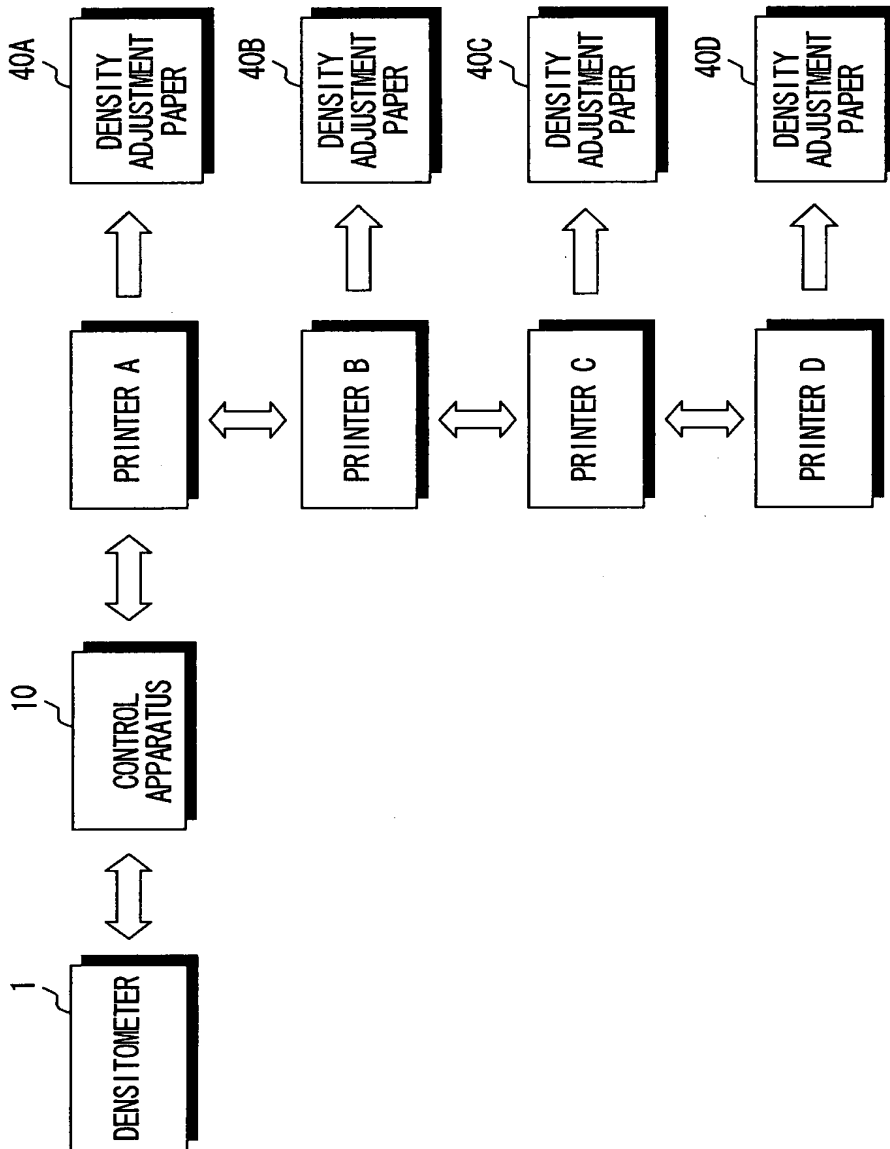 1
DENSITOMETER
10
CONTROL
APPARATUS
PRINTER A
40A
DENSITY
ADJUSTMENT
PAPER
PRINTER B
40B
DENSITY
ADJUSTMENT
PAPER
PRINTER C
40C
DENSITY
ADJUSTMENT
PAPER
PRINTER D
40D
DENSITY
ADJUSTMENT
PAPER